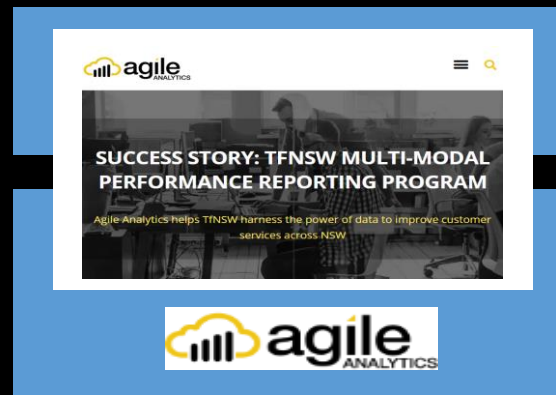 agile
ANALYTICS
SUCCESS STORY: TFNSW MULTI-MODAL
PERFORMANCE REPORTING PROGRAM
Agile Analytics helps TfNSW harness the power of data to improve customer
services across NSW
agile
ANALYTICS